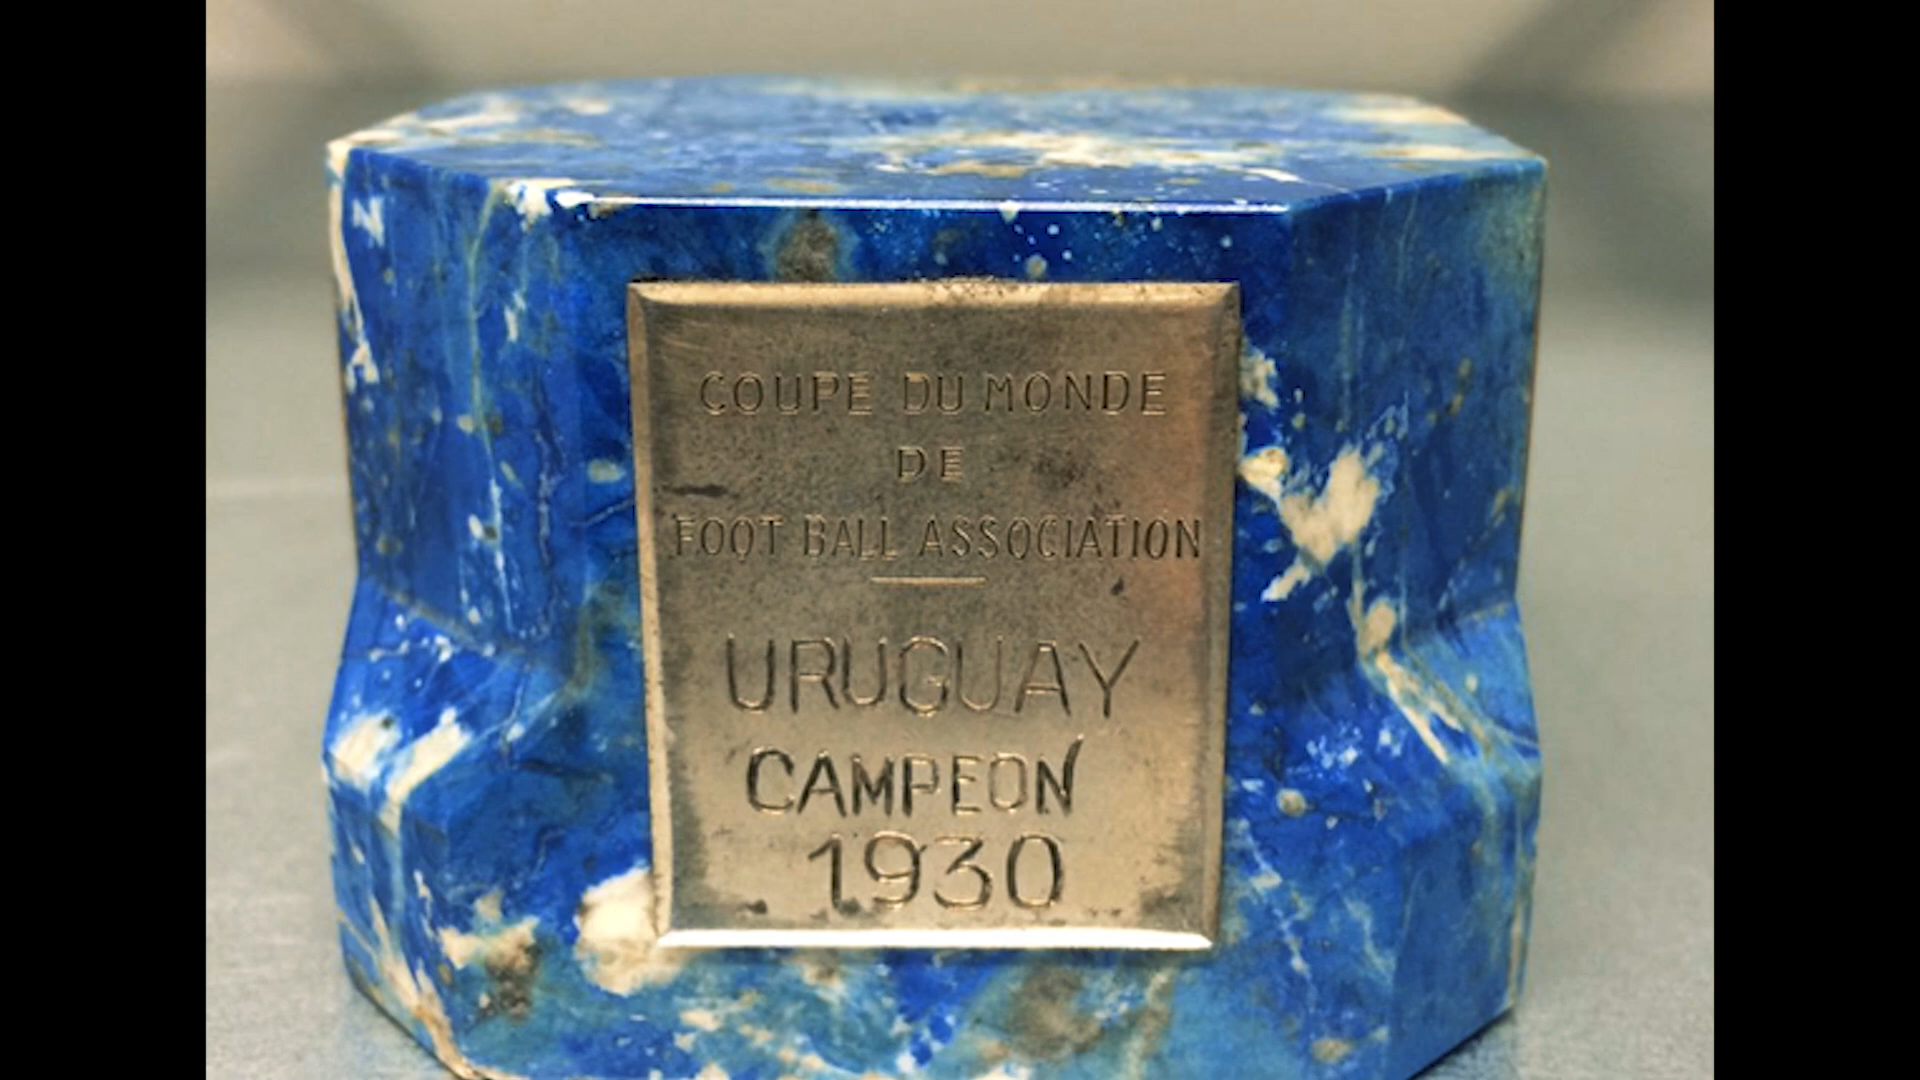 COUPE DU MONDE
DE
FOOT BALL ASSOCIATION
URUGUAY
CAMPEON
1930